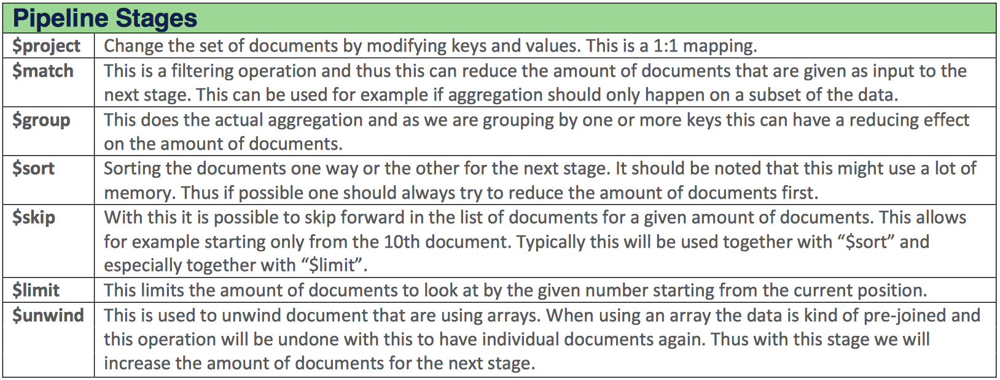 Pipeline Stages
$project Change the set of documents by modifying keys and values. This is a 1:1 mapping.
$match This is a filtering operation and thus this can reduce the amount of documents that are given as input to the
next stage. This can be used for example if aggregation should only happen on a subset of the data.
$group This does the actual aggregation and as we are grouping by one or more keys this can have a reducing effect
on the amount of documents.
$sort Sorting the documents one way or the other for the next stage. It should be noted that this might use a lot of
memory. Thus if possible one should always try to reduce the amount of documents first.
$skip With this it is possible to skip forward in the list of documents for a given amount of documents. This allows
for example starting only from the 10th document. Typically this will be used together with “$sort” and
especially together with “$limit”.
$limit This limits the amount of documents to look at by the given number starting from the current position.
$unwind This is used to unwind document that are using arrays. When using an array the data is kind of pre-joined and
this operation will be undone with this to have individual documents again. Thus with this stage we will
increase the amount of documents for the next stage.